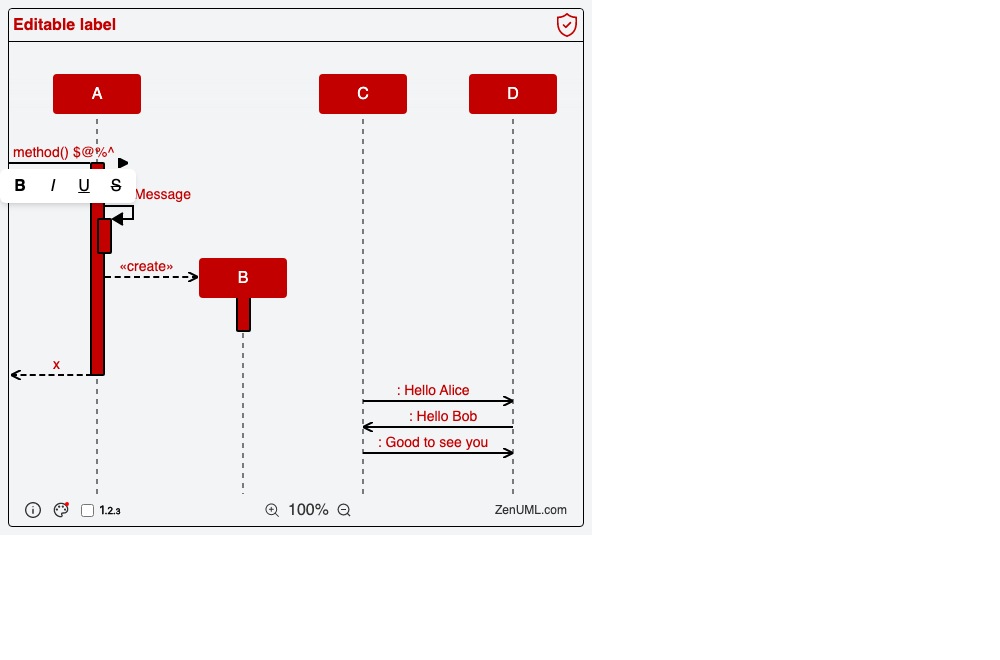 Editable label
A
C
D
method() $@%^
B I U S
Message
«create»
B
x
: Hello Alice
: Hello Bob
: Good to see you
1.2.3
100%
ZenUML.com